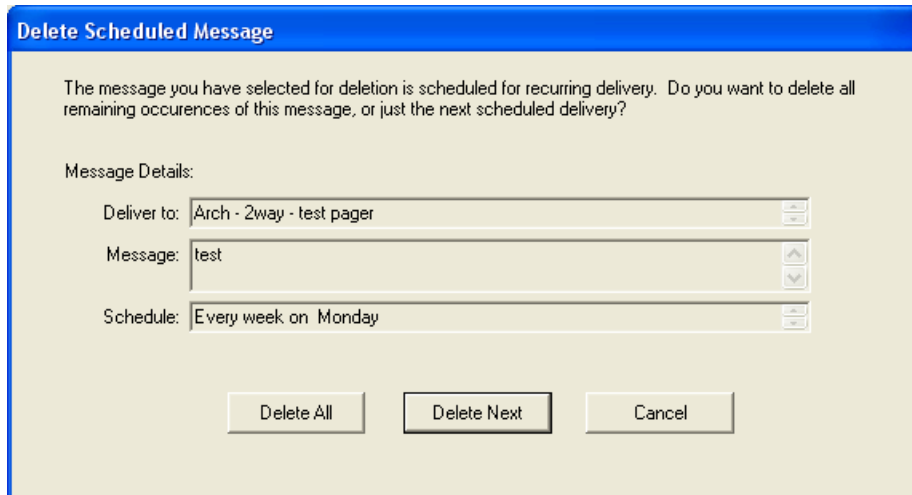 Delete Scheduled Message
The message you have selected for deletion is scheduled for recurring delivery.  Do you want to delete all
remaining occurences of this message, or just the next scheduled delivery?
Message Details:
Deliver to: Arch - 2way - test pager
Message: test
Schedule: Every week on  Monday
Delete All Delete Next Cancel